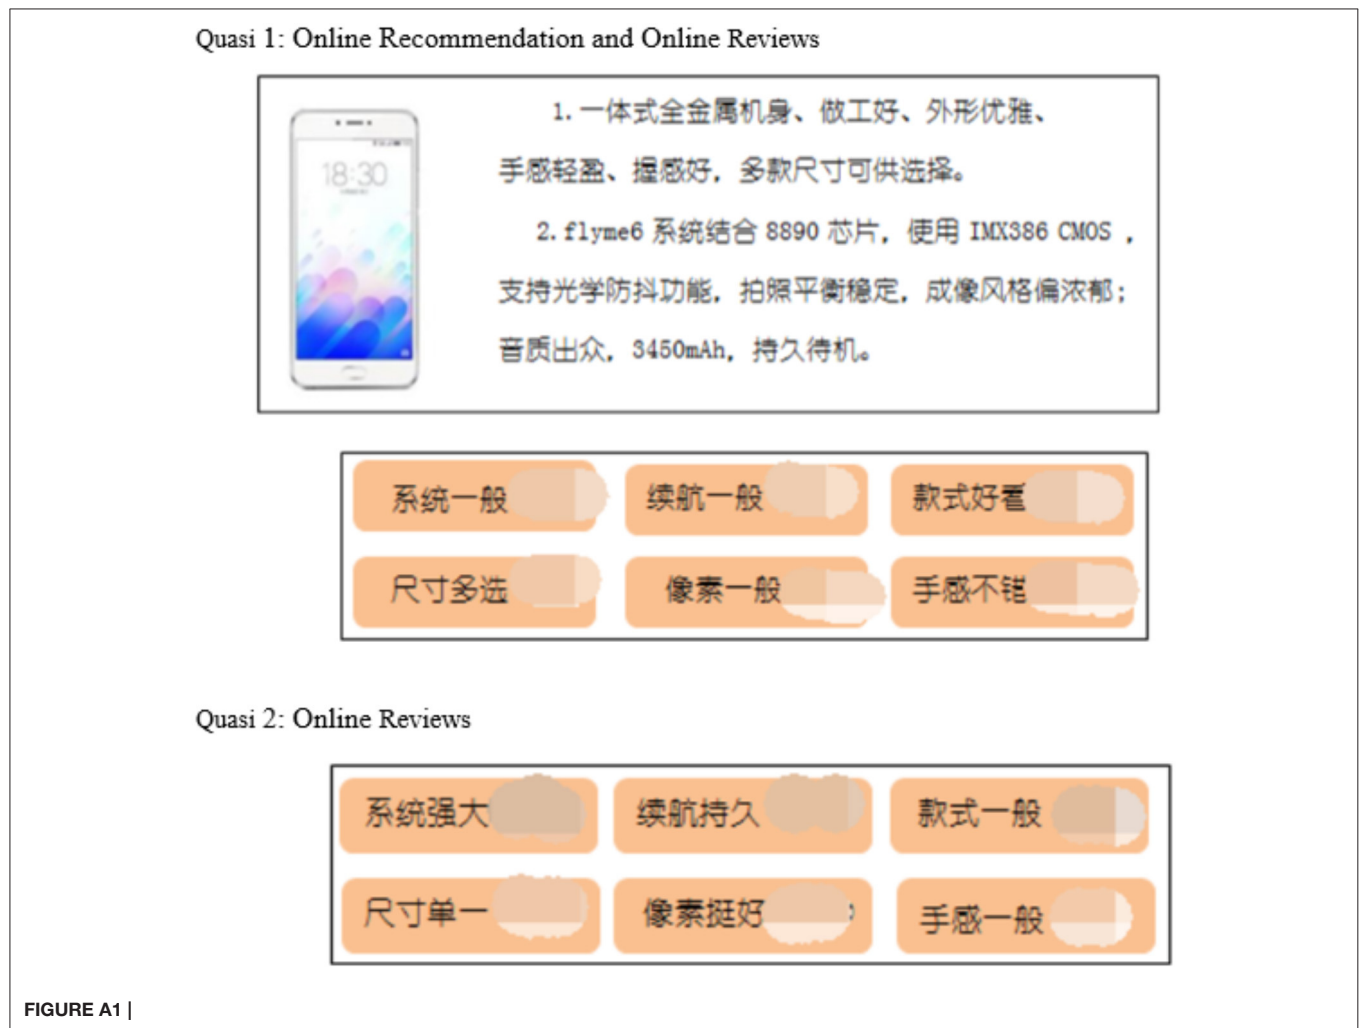 Quasi 1: Online Recommendation and Online Reviews
18:30
1.一体式全金属机身、做工好、外形优雅、
手感轻盈、握感好，多款尺寸可供选择。
2.flyme6 系统结合 8890 芯片，使用 IMX386 CMOS ，
支持光学防抖功能，拍照平衡稳定，成像风格偏浓郁；
音质出众，3450mAh，持久待机。
系统一般 续航一般 款式好看
尺寸多选 像素一般 手感不错
Quasi 2: Online Reviews
系统强大 续航持久 款式一般
尺寸单一 像素挺好 手感一般
FIGURE A1 |